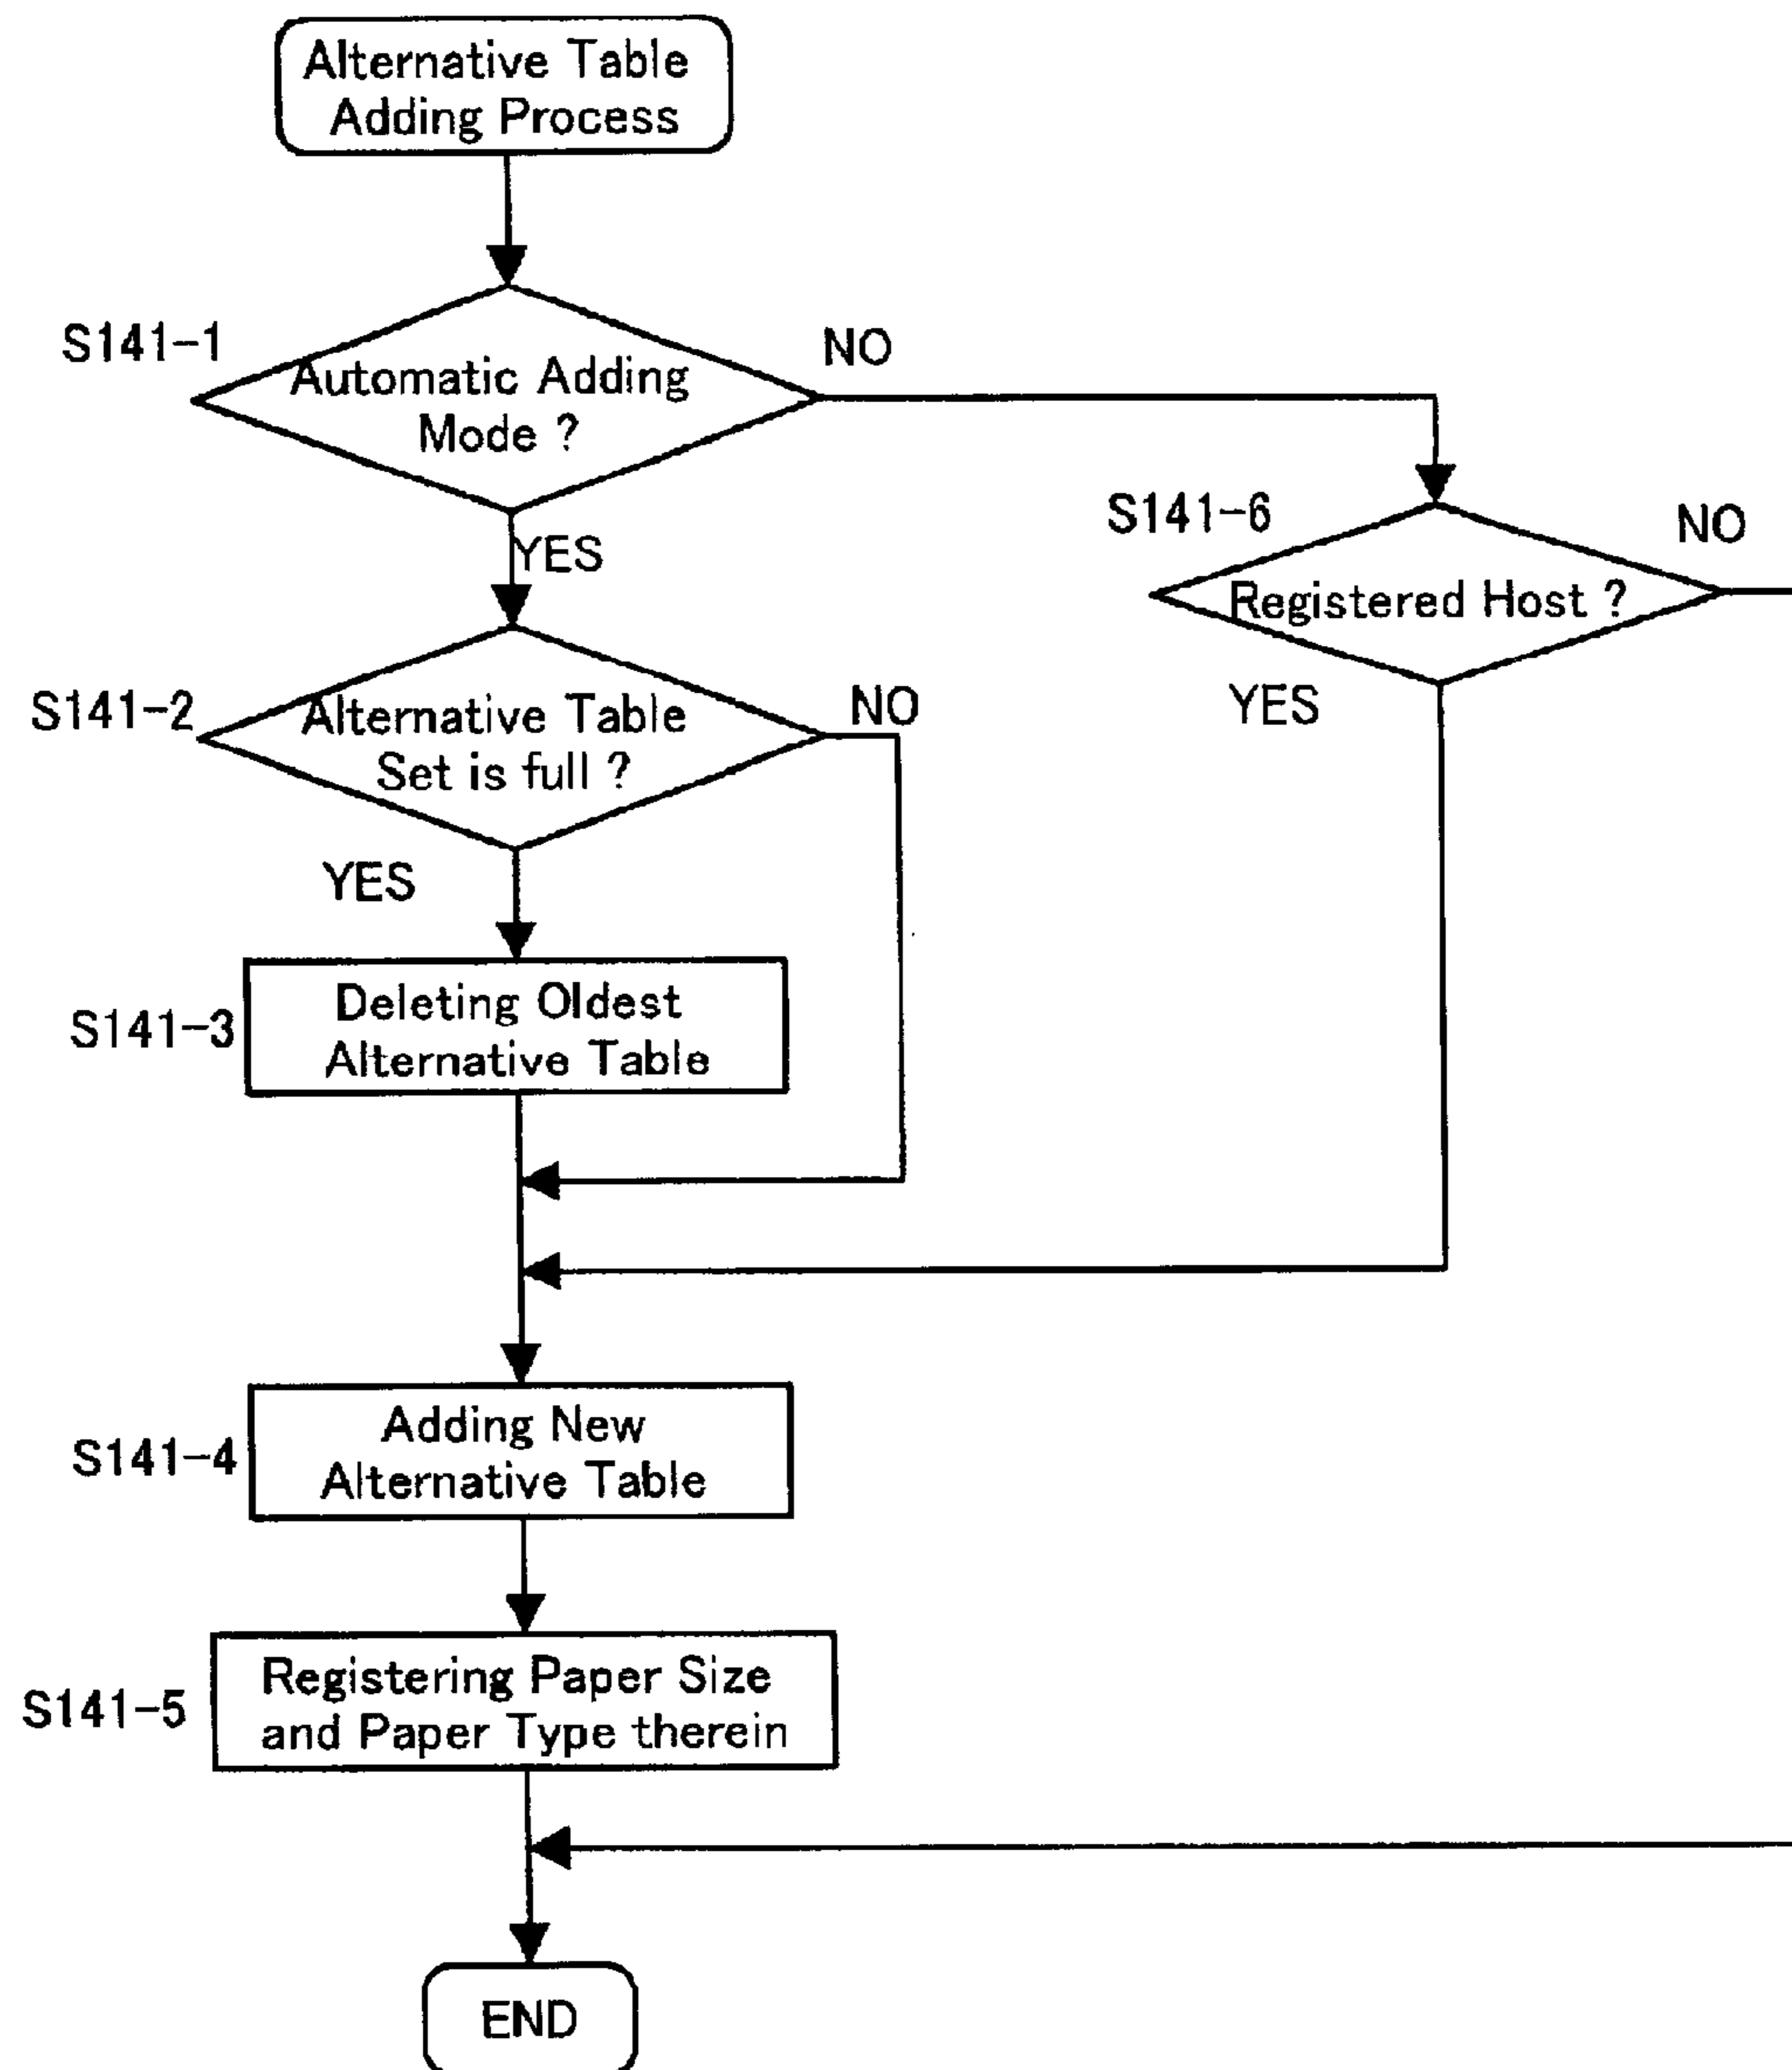 Alternative Table
Adding Process
S141-1
Automatic Adding
Mode ?
NO
YES
S141-6
Registered Host ?
NO
YES
S141-2
Alternative Table
Set is full ?
NO
YES
S141-3
Deleting Oldest
Alternative Table
S141-4
Adding New
Alternative Table
S141-5
Registering Paper Size
and Paper Type therein
END